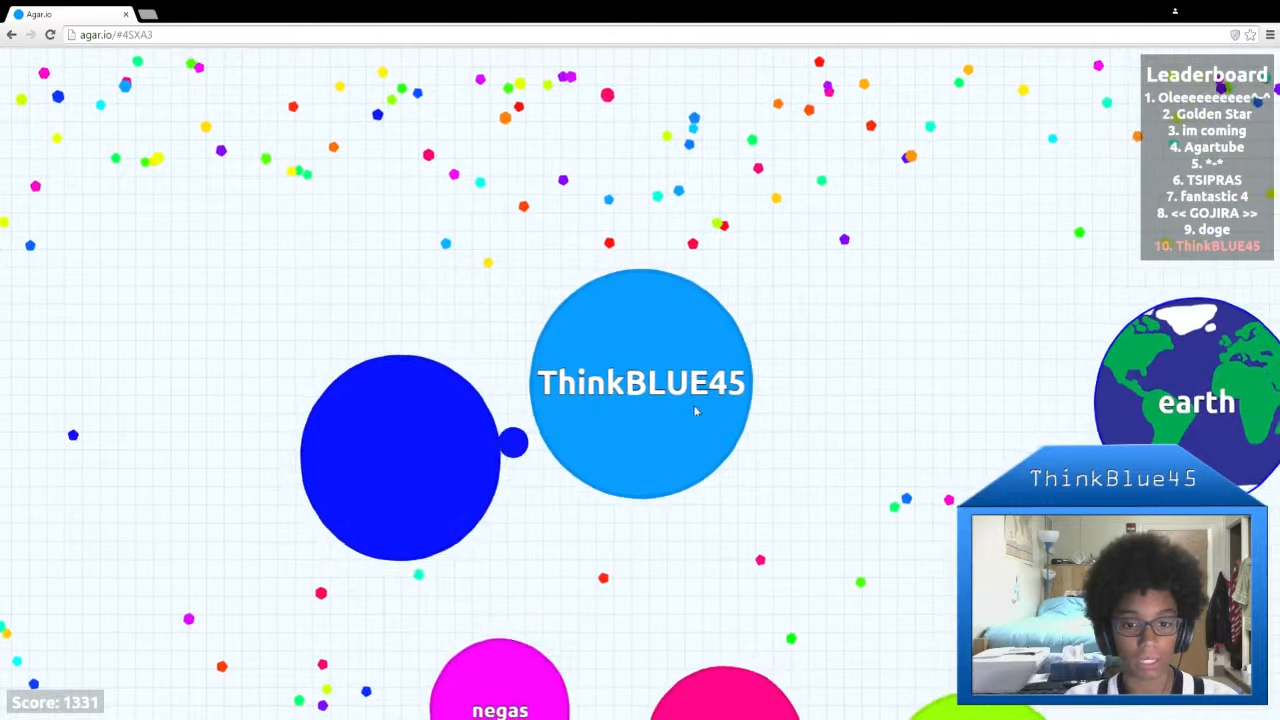 Agar.io
agar.io/#4SXA3
Leaderboard
1. Oleeeeeeeeee^-^
2. Golden Star
3. im coming
4. Agartube
5. *-*
6. TSIPRAS
7. fantastic 4
8. << GOJIRA >>
9. doge
10. ThinkBLUE45
ThinkBLUE45
earth
ThinkBlue45
negas
Score: 1331